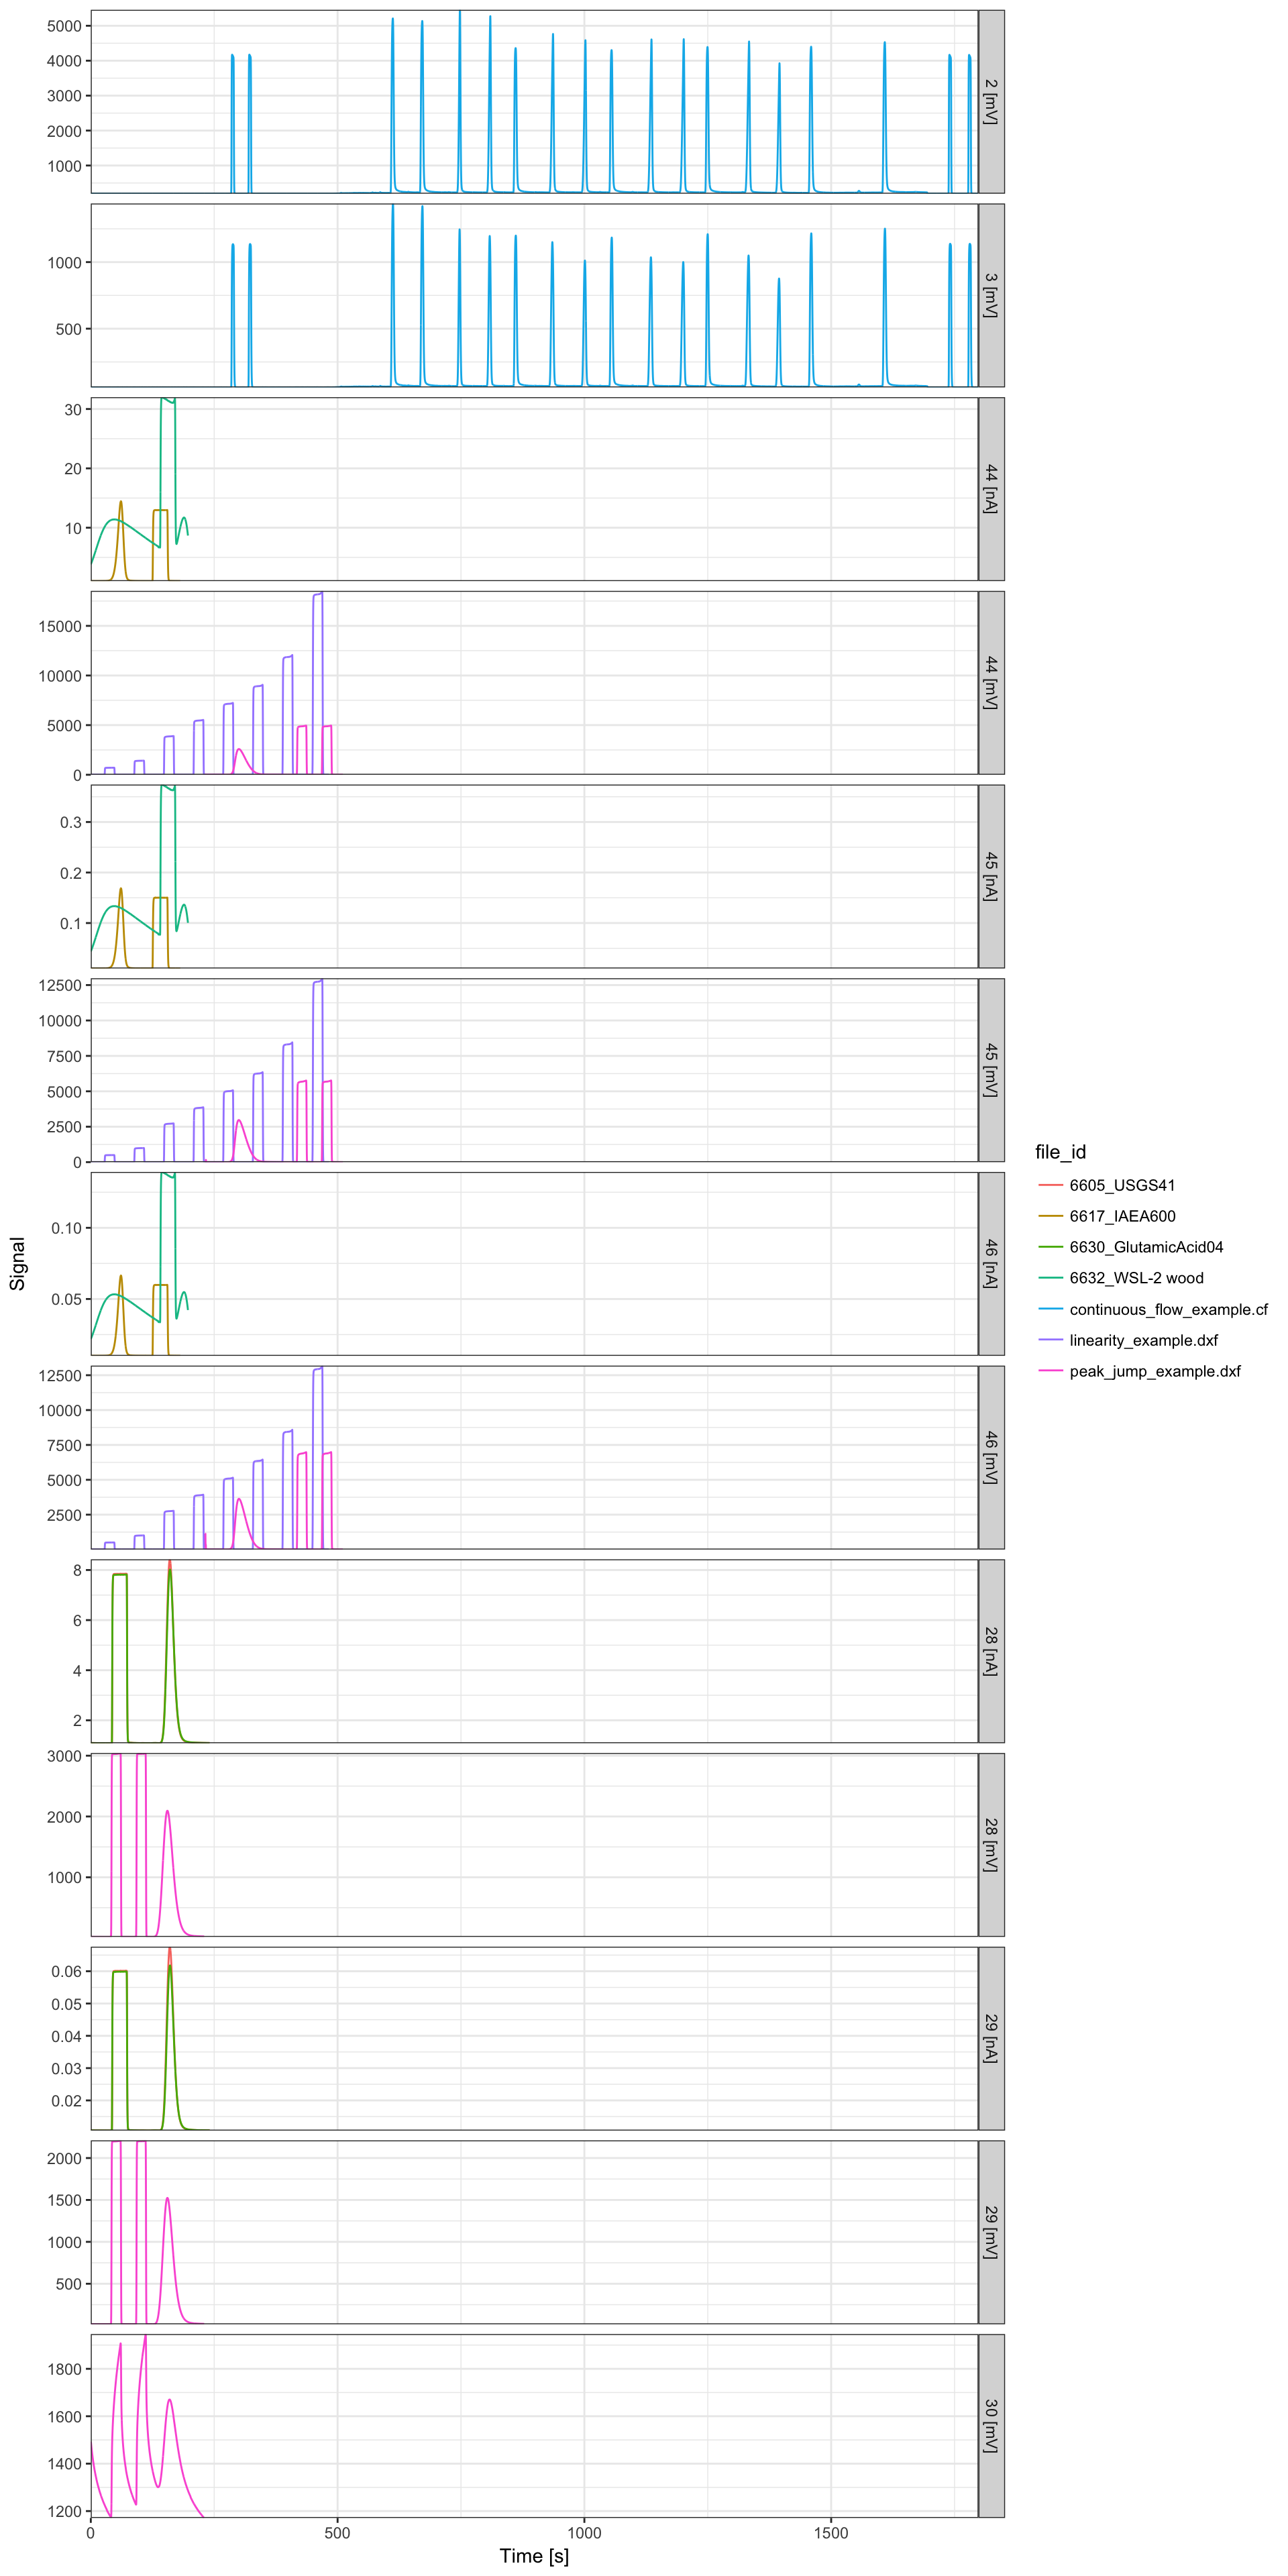 5000
4000
3000
2000
1000
2 [mV]
1000
500
3 [mV]
30
20
10
44 [nA]
15000
10000
5000
0
44 [mV]
0.3
0.2
0.1
45 [nA]
12500
10000
7500
5000
2500
0
45 [mV]
0.10
0.05
46 [nA]
12500
10000
7500
5000
2500
46 [mV]
8
6
4
2
28 [nA]
3000
2000
1000
28 [mV]
0.06
0.05
0.04
0.03
0.02
29 [nA]
2000
1500
1000
500
29 [mV]
1800
1600
1400
1200
30 [mV]
0 500 1000 1500
Time [s]
Signal
file_id
6605_USGS41
6617_IAEA600
6630_GlutamicAcid04
6632_WSL-2 wood
continuous_flow_example.cf
linearity_example.dxf
peak_jump_example.dxf